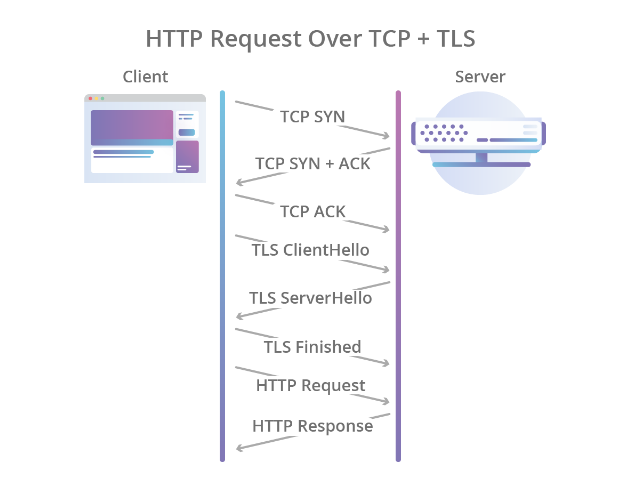 HTTP Request Over TCP + TLS
Client
Server
TCP SYN
TCP SYN + ACK
TCP ACK
TLS ClientHello
TLS ServerHello
TLS Finished
HTTP Request
HTTP Response